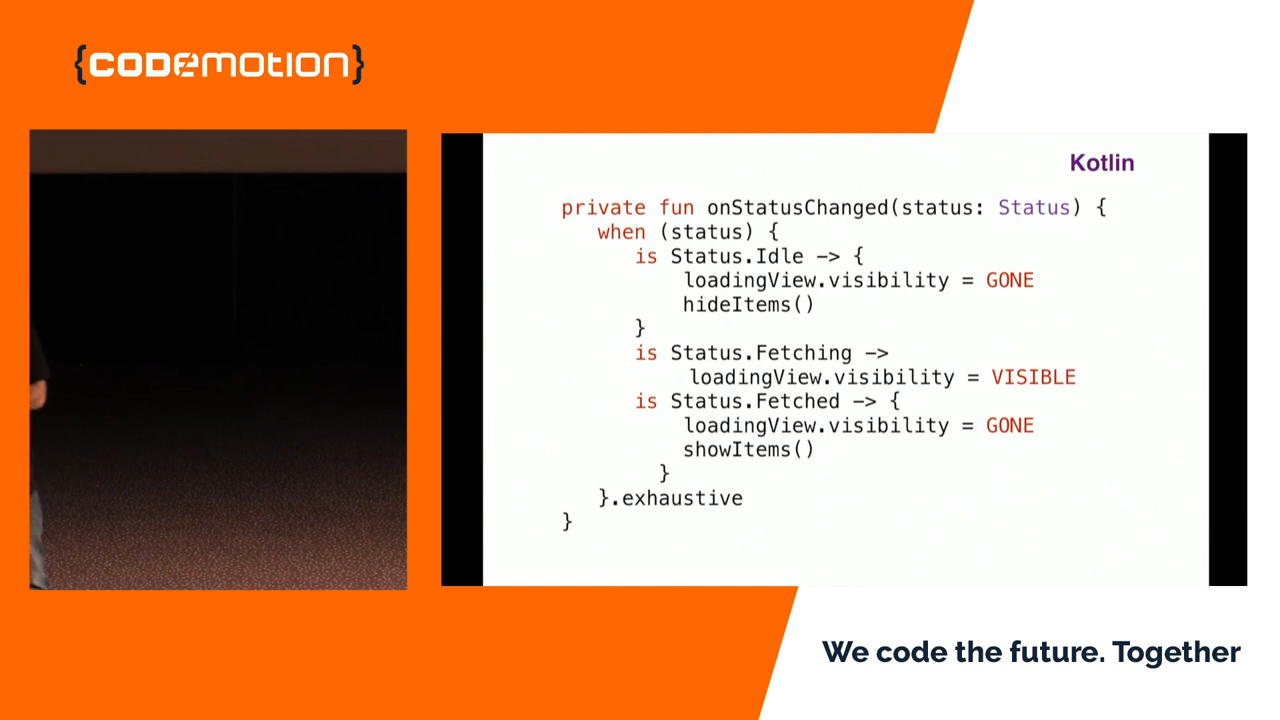 {CODEMOTION}
Kotlin
private fun onStatusChanged(status: Status) {
when (status) {
is Status.Idle -> {
loadingView.visibility = GONE
hideItems()
}
is Status.Fetching ->
loadingView.visibility = VISIBLE
is Status.Fetched -> {
loadingView.visibility = GONE
showItems()
}
}.exhaustive
}
We code the future. Together